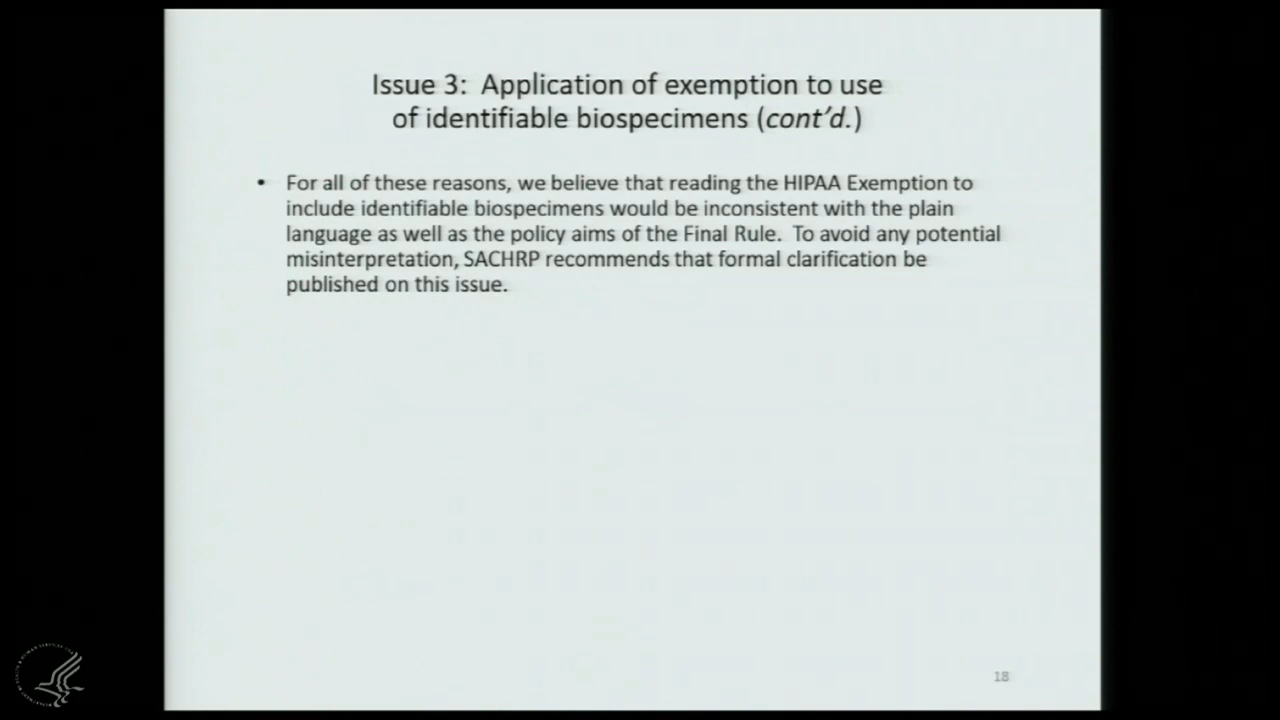 Issue 3:  Application of exemption to use
of identifiable biospecimens (cont’d.)
• For all of these reasons, we believe that reading the HIPAA Exemption to
include identifiable biospecimens would be inconsistent with the plain
language as well as the policy aims of the Final Rule.  To avoid any potential
misinterpretation, SACHRP recommends that formal clarification be
published on this issue.
18